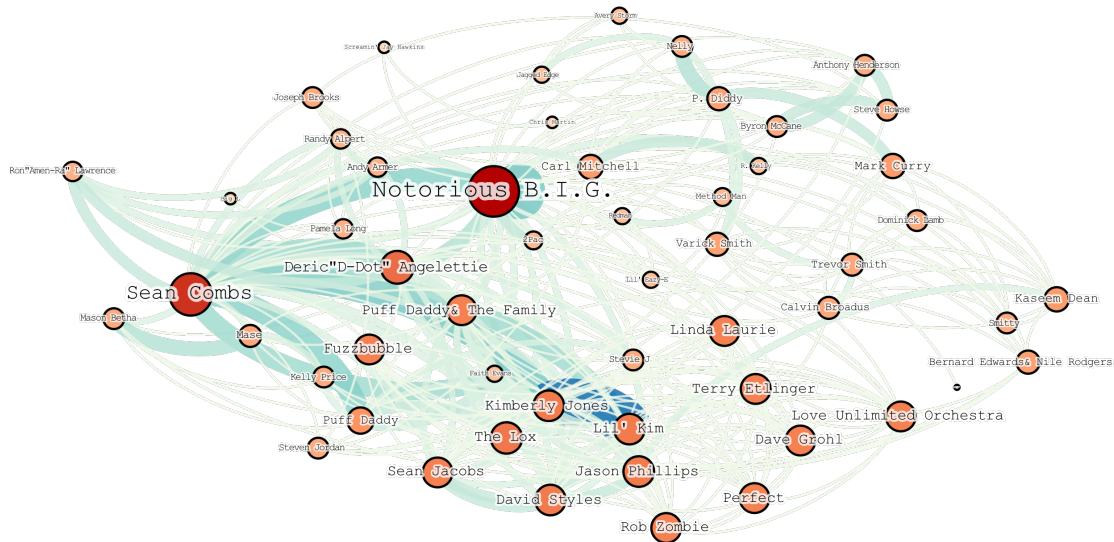 Avery Storm
Nelly
Screamin' Jay Hawkins
Anthony Henderson
Jagged Edge
Joseph Brooks
P. Diddy
Steve Howse
Chris Martin
Byron McCane
Randy Alpert
Ron"Amen-Ra" Lawrence
Andy Armer
Carl Mitchell
R. Kelly
Mark Curry
Notorious B.I.G.
Method Man
Redman
Dominick Bamb
Pamela Long
2Pac
Varick Smith
Deric"D-Dot" Angelettie
Trevor Smith
Lil' Eazy-E
Sean Combs
Kaseem Dean
Puff Daddy& The Family
Calvin Broadus
Mason Betha
Smitty
Linda Laurie
Mase
Fuzzbubble
Stevie J
Bernard Edwards& Nile Rodgers
Kelly Price
Faith Evans
Terry Etlinger
Kimberly Jones
Love Unlimited Orchestra
Puff Daddy
Lil' Kim
The Lox
Dave Grohl
Steven Jordan
Sean Jacobs
Jason Phillips
David Styles
Perfect
Rob Zombie